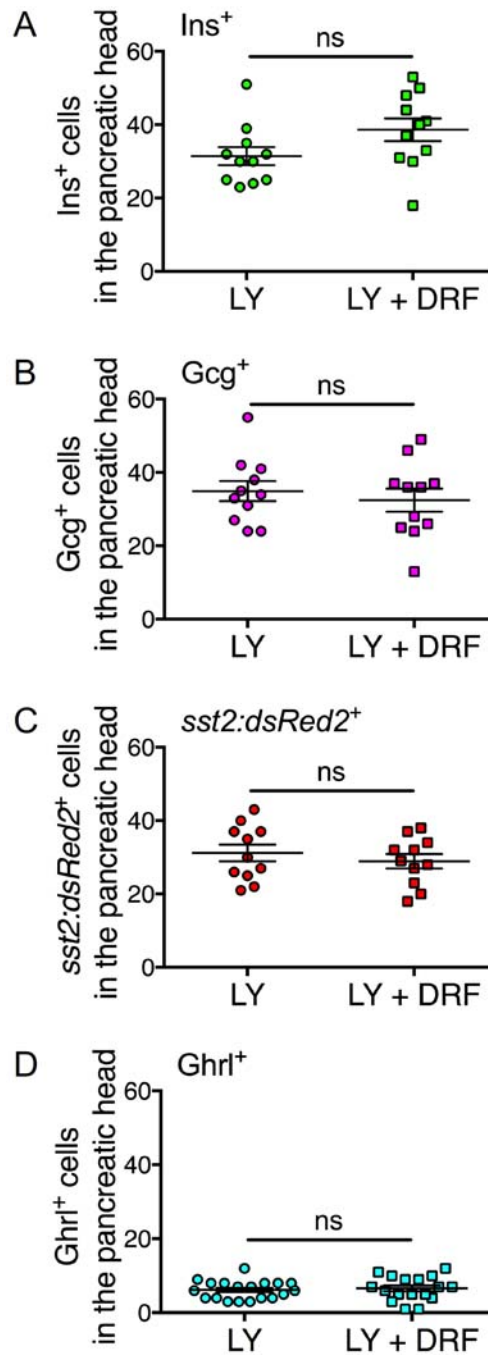 A Ins⁺
ns
Ins⁺ cells
in the pancreatic head
60
40
20
0
LY LY + DRF
B Gcg⁺
ns
Gcg⁺ cells
in the pancreatic head
60
40
20
0
LY LY + DRF
C sst2:dsRed2⁺
ns
sst2:dsRed2⁺ cells
in the pancreatic head
60
40
20
0
LY LY + DRF
D Ghrl⁺
ns
Ghrl⁺ cells
in the pancreatic head
60
40
20
0
LY LY + DRF